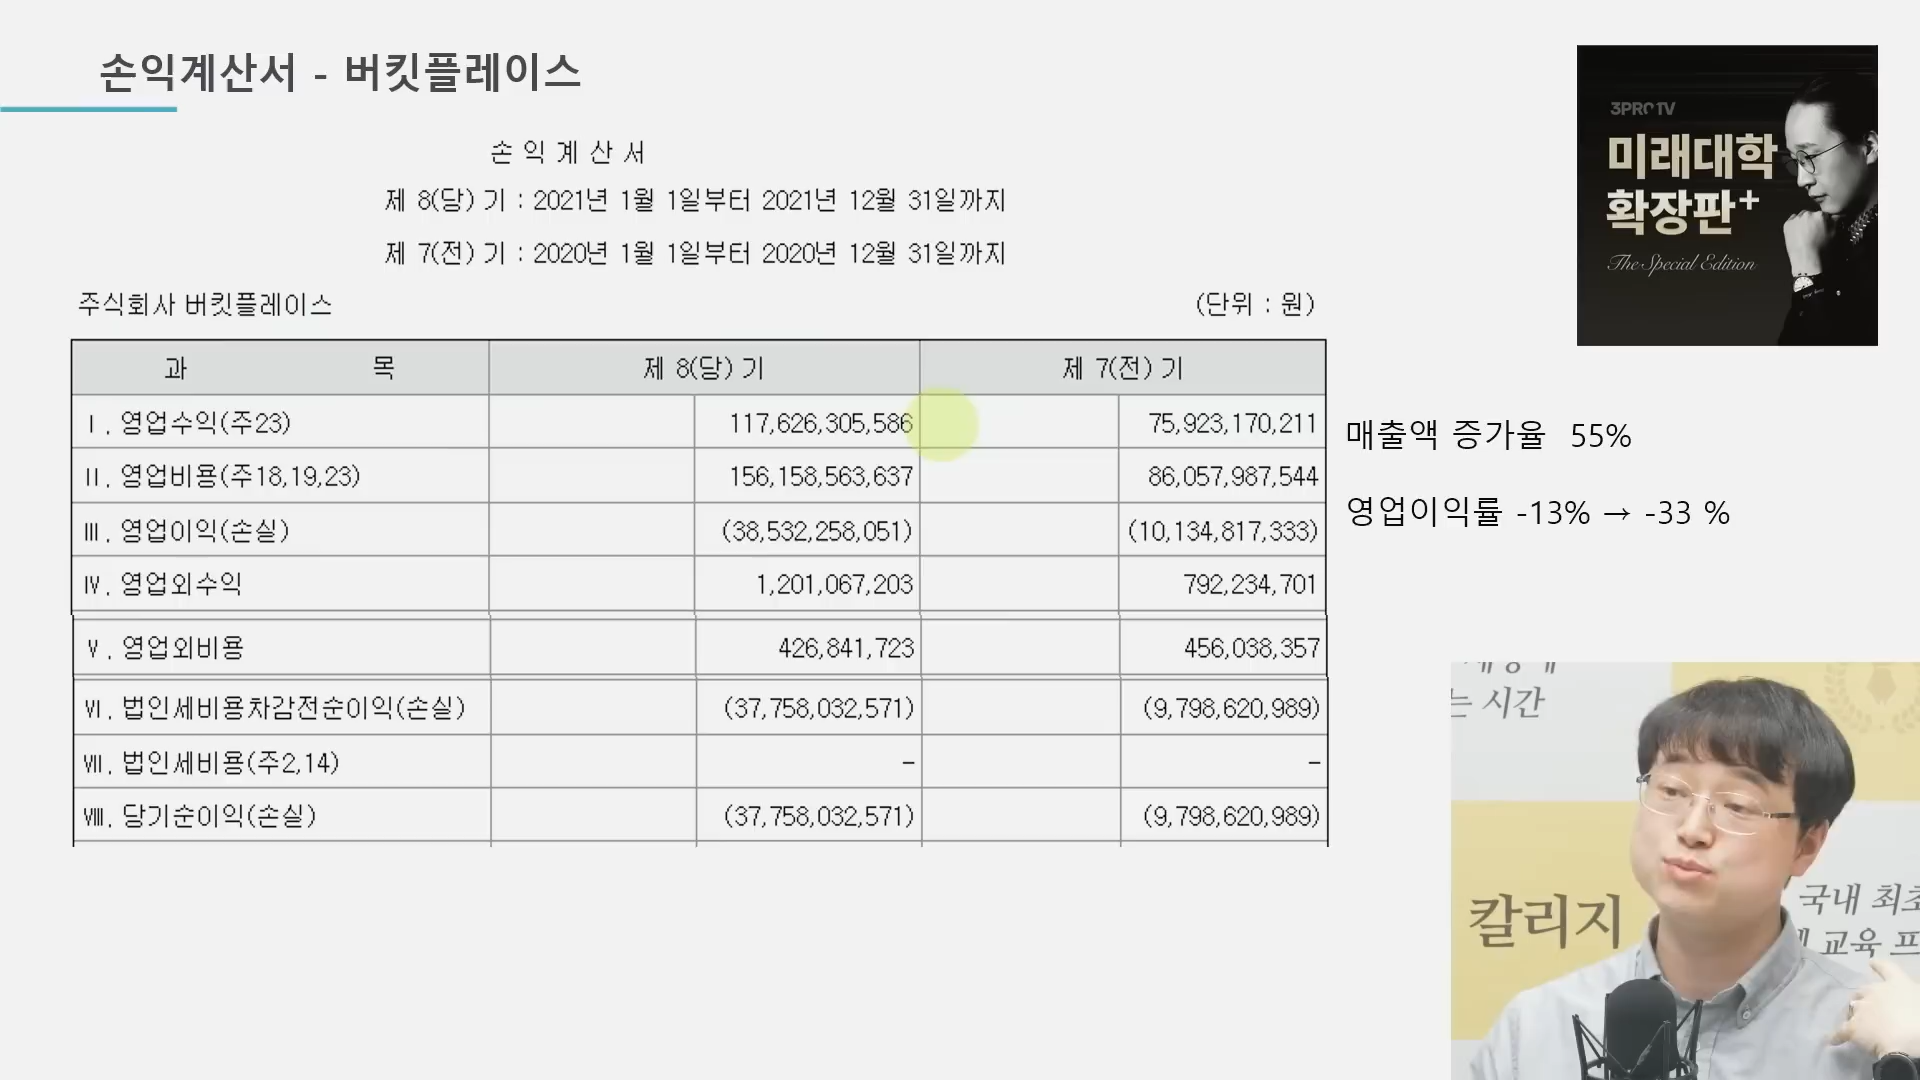 손익계산서 - 버킷플레이스
손 익 계 산 서
제 8(당) 기 : 2021년 1월 1일부터 2021년 12월 31일까지
제 7(전) 기 : 2020년 1월 1일부터 2020년 12월 31일까지
주식회사 버킷플레이스 (단위 : 원)
과 목 제 8(당) 기 제 7(전) 기
Ⅰ. 영업수익(주23) 117,626,305,586 75,923,170,211
Ⅱ. 영업비용(주18,19,23) 156,158,563,637 86,057,987,544
Ⅲ. 영업이익(손실) (38,532,258,051) (10,134,817,333)
Ⅳ. 영업외수익 1,201,067,203 792,234,701
Ⅴ. 영업외비용 426,841,723 456,038,357
Ⅵ. 법인세비용차감전순이익(손실) (37,758,032,571) (9,798,620,989)
Ⅶ. 법인세비용(주2,14) - -
Ⅷ. 당기순이익(손실) (37,758,032,571) (9,798,620,989)
매출액 증가율 55%
영업이익률 -13% → -33 %
3PRO TV
미래대학
확장판+
The Special Edition
는 시간
칼리지
국내 최초
교육 프